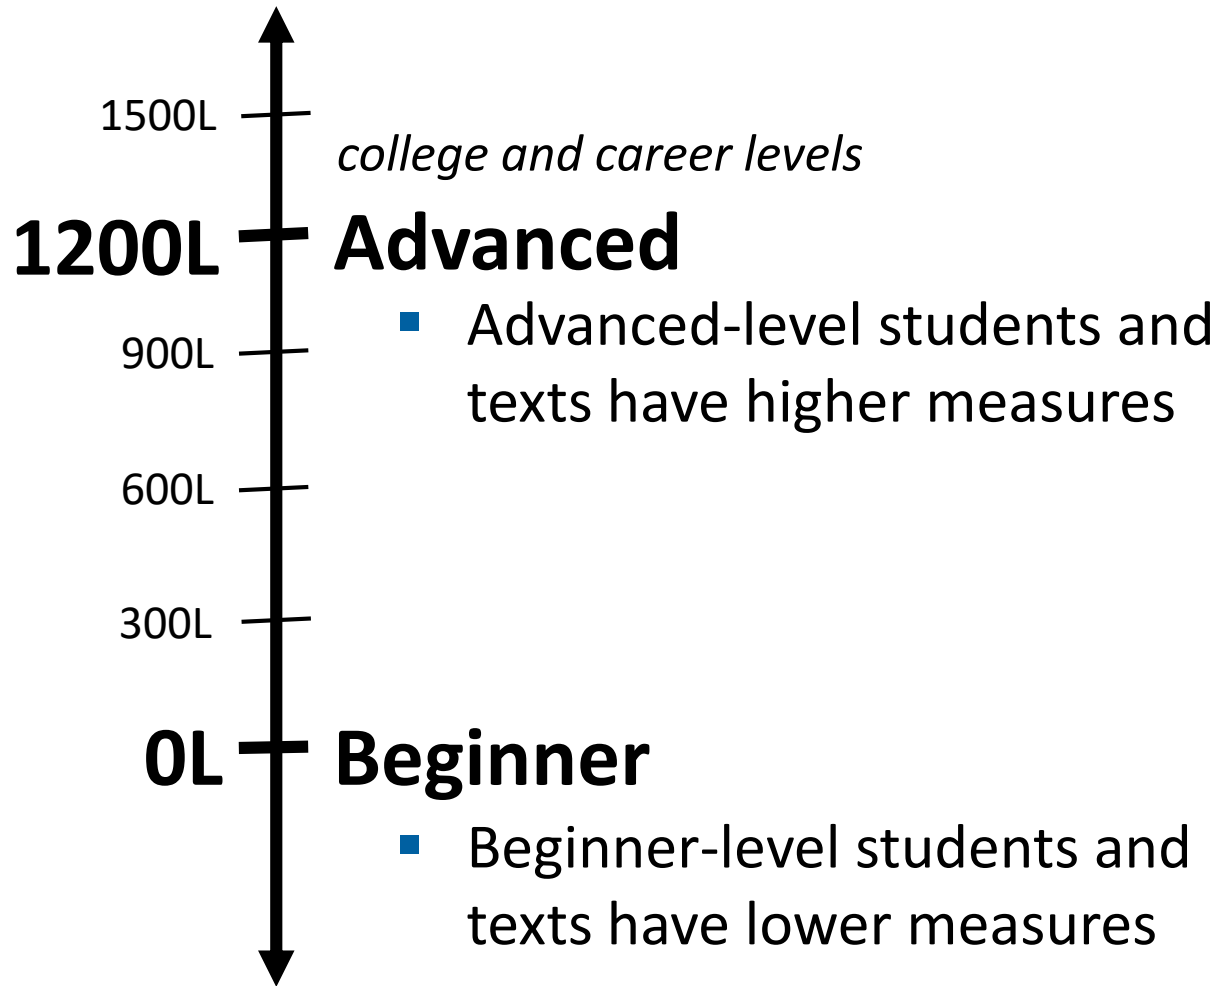 1500L
college and career levels
1200L Advanced
▪ Advanced-level students and
900L
texts have higher measures
600L
300L
0L Beginner
▪ Beginner-level students and
texts have lower measures